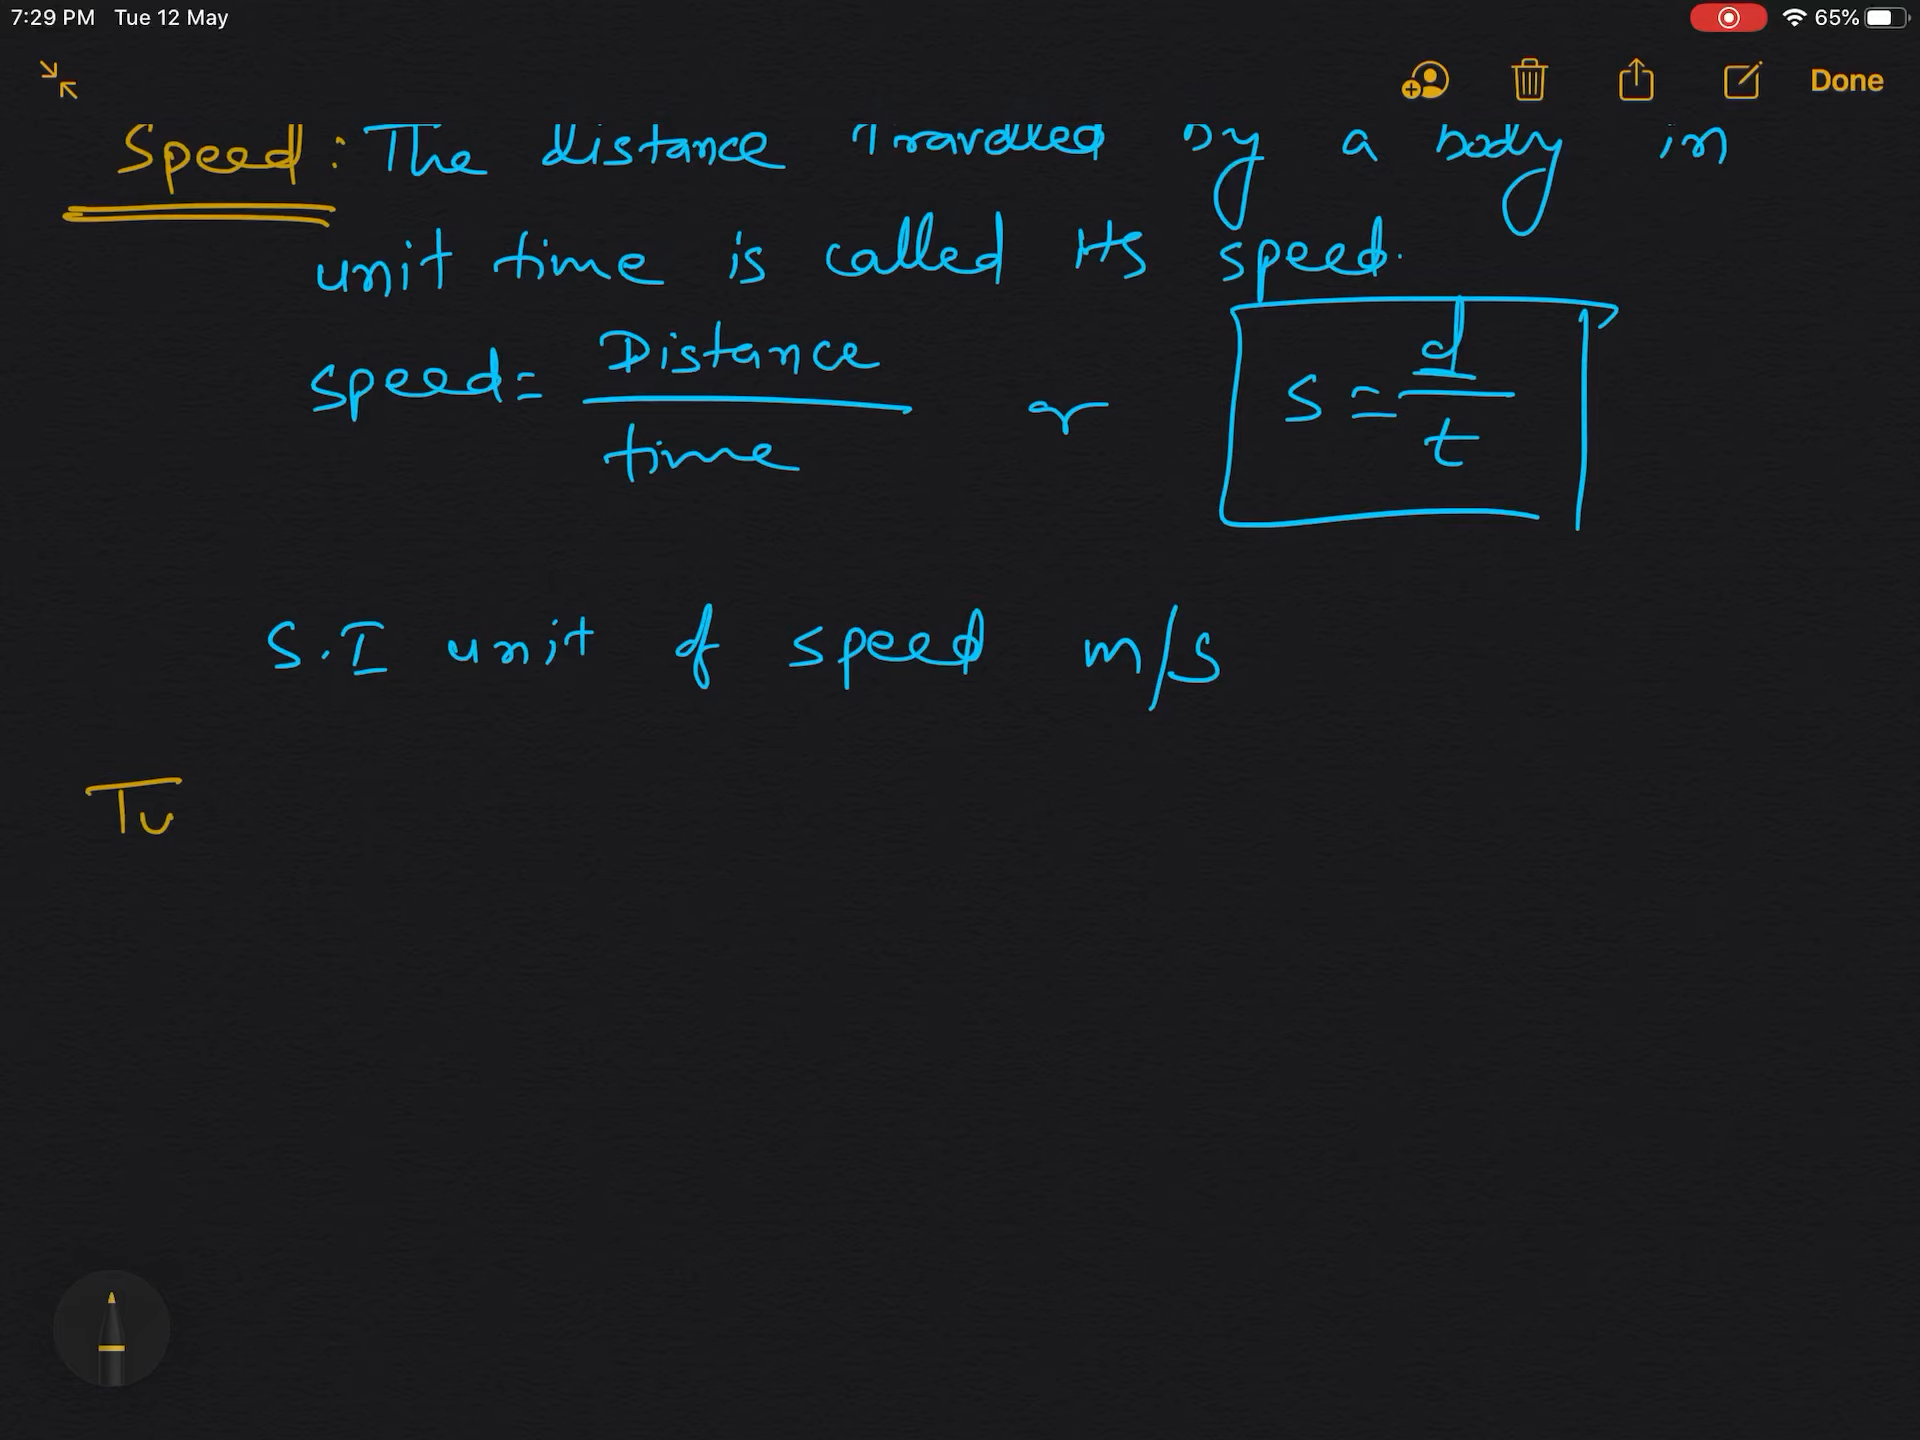 7:29 PM Tue 12 May 65%
Done
Speed: The distance Travelled by a body in
unit time is called its speed.
speed = Distance / time or s = d / t
S.I unit of speed m/s
Tu